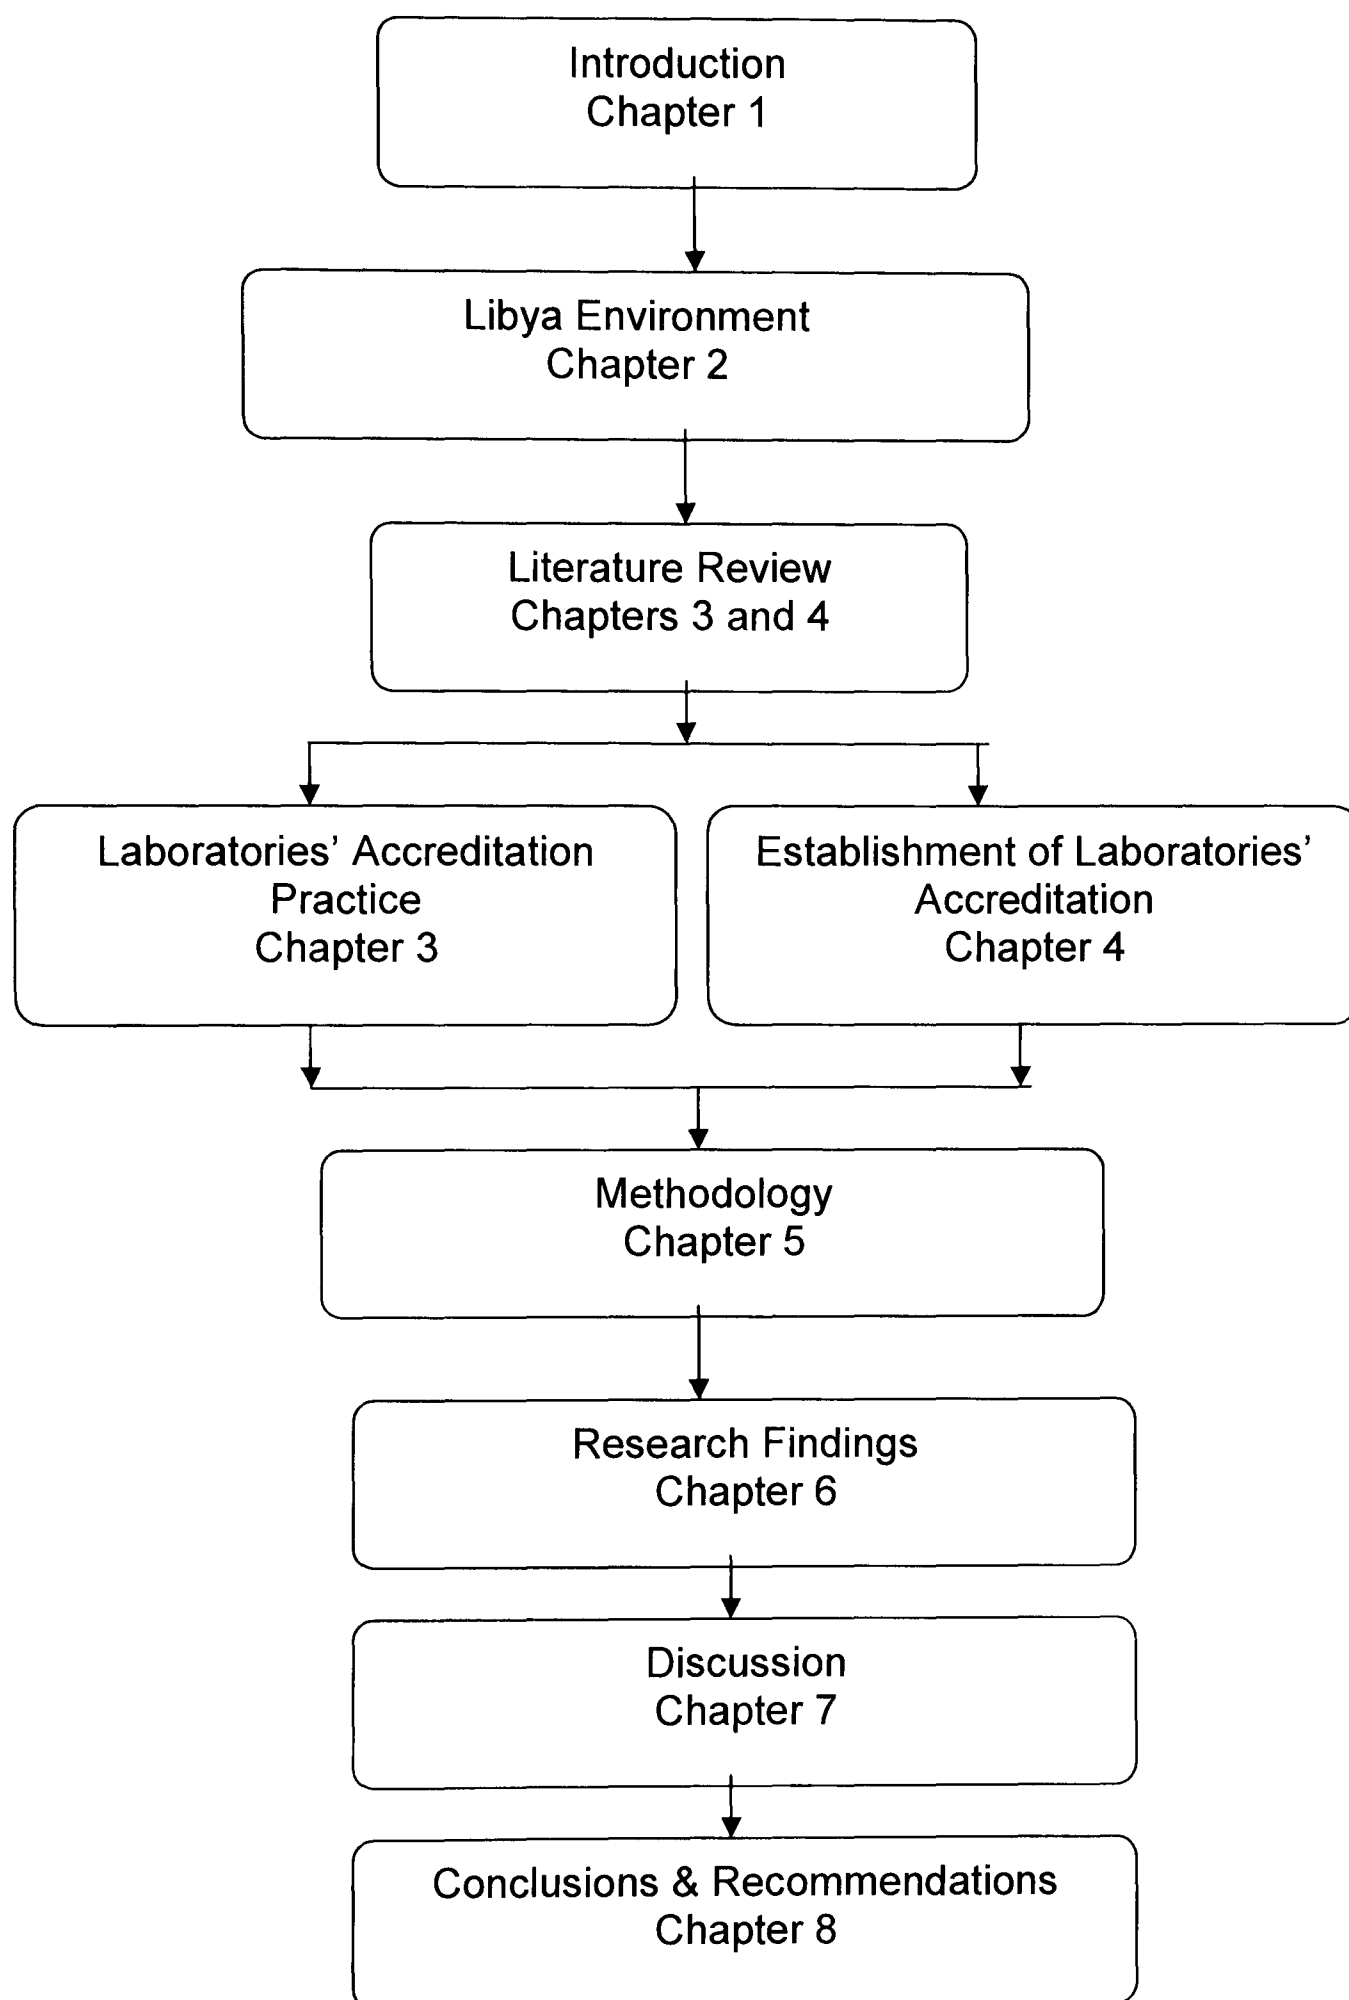 Introduction
Chapter 1
Libya Environment
Chapter 2
Literature Review
Chapters 3 and 4
Laboratories’ Accreditation
Practice
Chapter 3
Establishment of Laboratories’
Accreditation
Chapter 4
Methodology
Chapter 5
Research Findings
Chapter 6
Discussion
Chapter 7
Conclusions & Recommendations
Chapter 8